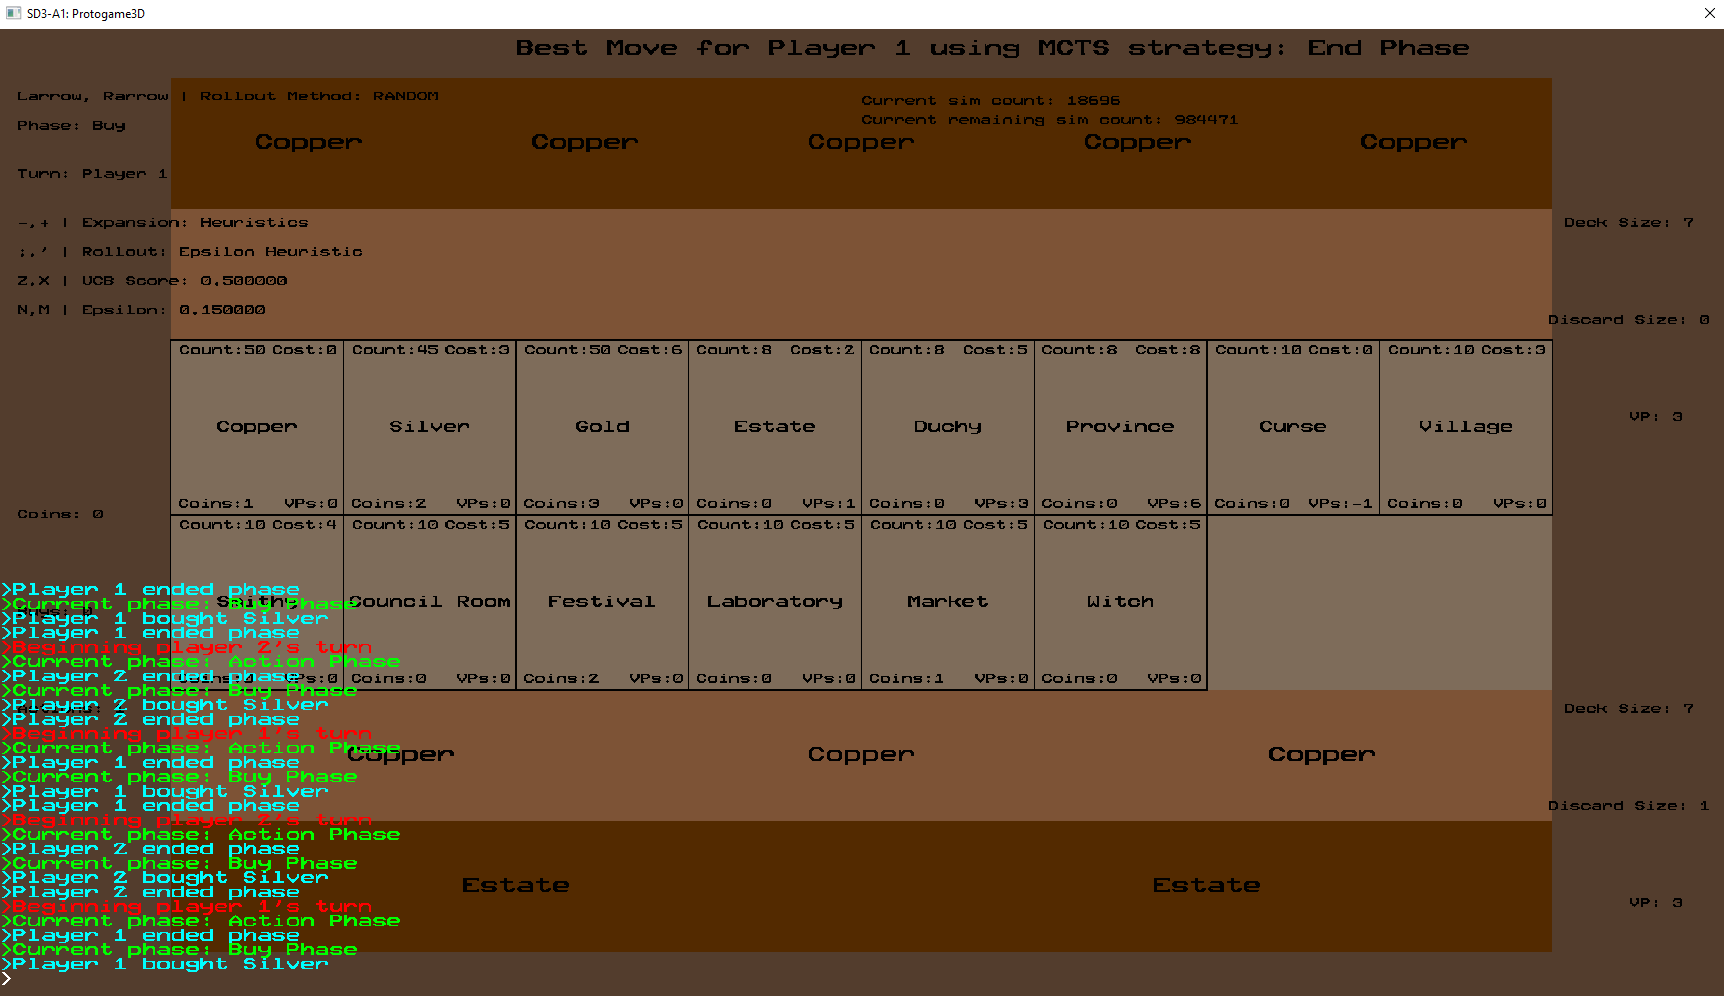 SD3-A1: Protogame3D
Best Move for Player 1 using MCTS strategy: End Phase
Larrow, Rarrow | Rollout Method: RANDOM
Current sim count: 18696
Current remaining sim count: 984471
Phase: Buy
Copper Copper Copper Copper Copper
Turn: Player 1
-,+ | Expansion: Heuristics
Deck Size: 7
;,' | Rollout: Epsilon Heuristic
Z,X | UCB Score: 0.500000
N,M | Epsilon: 0.150000
Discard Size: 0
Count:50 Cost:0 Count:45 Cost:3 Count:50 Cost:6 Count:8 Cost:2 Count:8 Cost:5 Count:8 Cost:8 Count:10 Cost:0 Count:10 Cost:3
VP: 3
Copper Silver Gold Estate Duchy Province Curse Village
Coins:1 VPs:0 Coins:2 VPs:0 Coins:3 VPs:0 Coins:0 VPs:1 Coins:0 VPs:3 Coins:0 VPs:6 Coins:0 VPs:-1 Coins:0 VPs:0
Coins: 0
Count:10 Cost:4 Count:10 Cost:5 Count:10 Cost:5 Count:10 Cost:5 Count:10 Cost:5 Count:10 Cost:5
Smithy Council Room Festival Laboratory Market Witch
VPs:0 Coins:0 VPs:0 Coins:2 VPs:0 Coins:0 VPs:0 Coins:1 VPs:0 Coins:0 VPs:0
Deck Size: 7
Copper Copper Copper
Discard Size: 1
Estate Estate
VP: 3
>Player 1 ended phase
>Current phase: Buy Phase
>Player 1 bought Silver
>Player 1 ended phase
>Beginning player 2's turn
>Current phase: Action Phase
>Player 2 ended phase
>Current phase: Buy Phase
>Player 2 bought Silver
>Player 2 ended phase
>Beginning player 1's turn
>Current phase: Action Phase
>Player 1 ended phase
>Current phase: Buy Phase
>Player 1 bought Silver
>Player 1 ended phase
>Beginning player 2's turn
>Current phase: Action Phase
>Player 2 ended phase
>Current phase: Buy Phase
>Player 2 bought Silver
>Player 2 ended phase
>Beginning player 1's turn
>Current phase: Action Phase
>Player 1 ended phase
>Current phase: Buy Phase
>Player 1 bought Silver
>